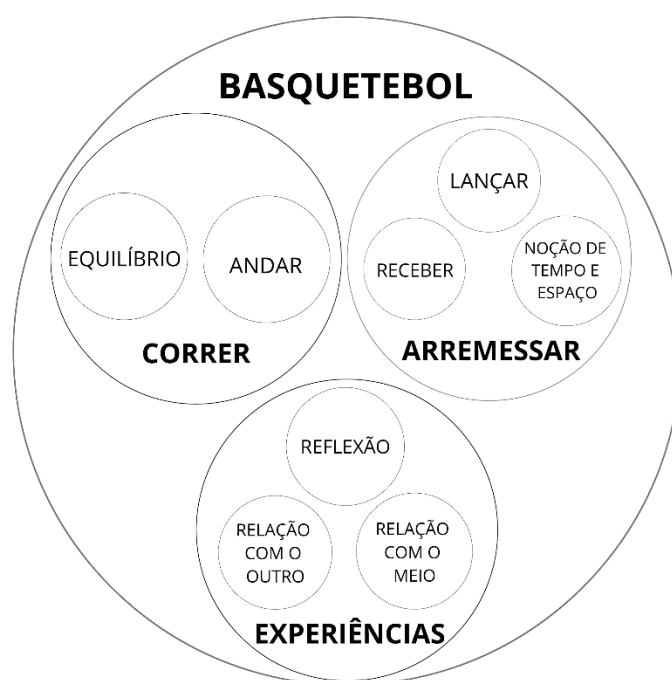 BASQUETEBOL
EQUILÍBRIO
ANDAR
CORRER
LANÇAR
RECEBER
NOÇÃO DE
TEMPO E
ESPAÇO
ARREMESSAR
REFLEXÃO
RELAÇÃO
COM O
OUTRO
RELAÇÃO
COM O
MEIO
EXPERIÊNCIAS